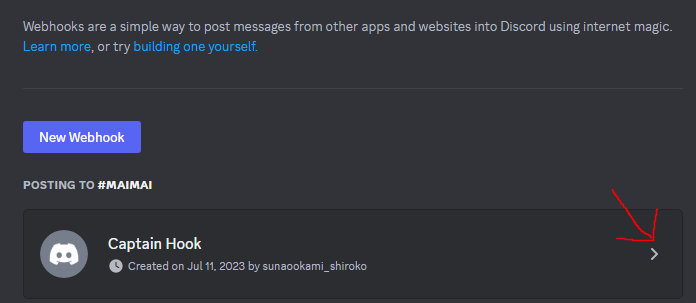 Webhooks are a simple way to post messages from other apps and websites into Discord using internet magic.
Learn more, or try building one yourself.
New Webhook
POSTING TO #MAIMAI
Captain Hook
Created on Jul 11, 2023 by sunaookami_shiroko